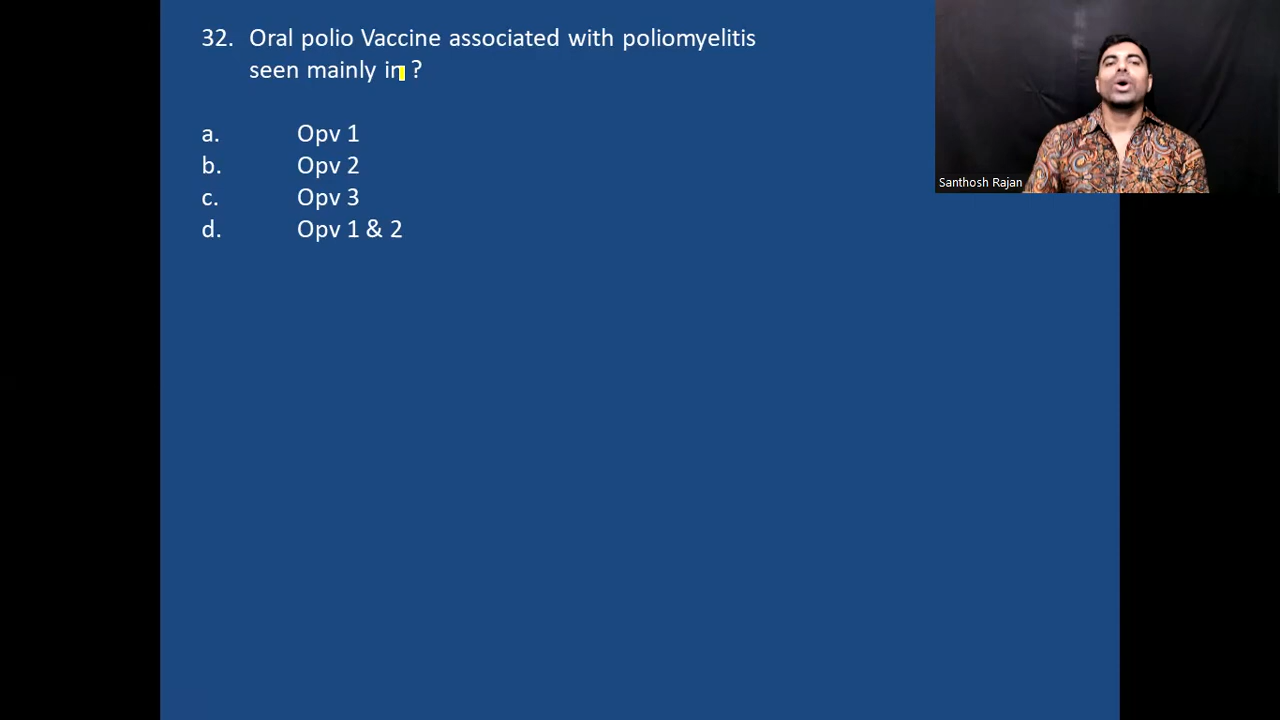 32. Oral polio Vaccine associated with poliomyelitis
seen mainly in ?
a. Opv 1
b. Opv 2
c. Opv 3
d. Opv 1 & 2
Santhosh Rajan